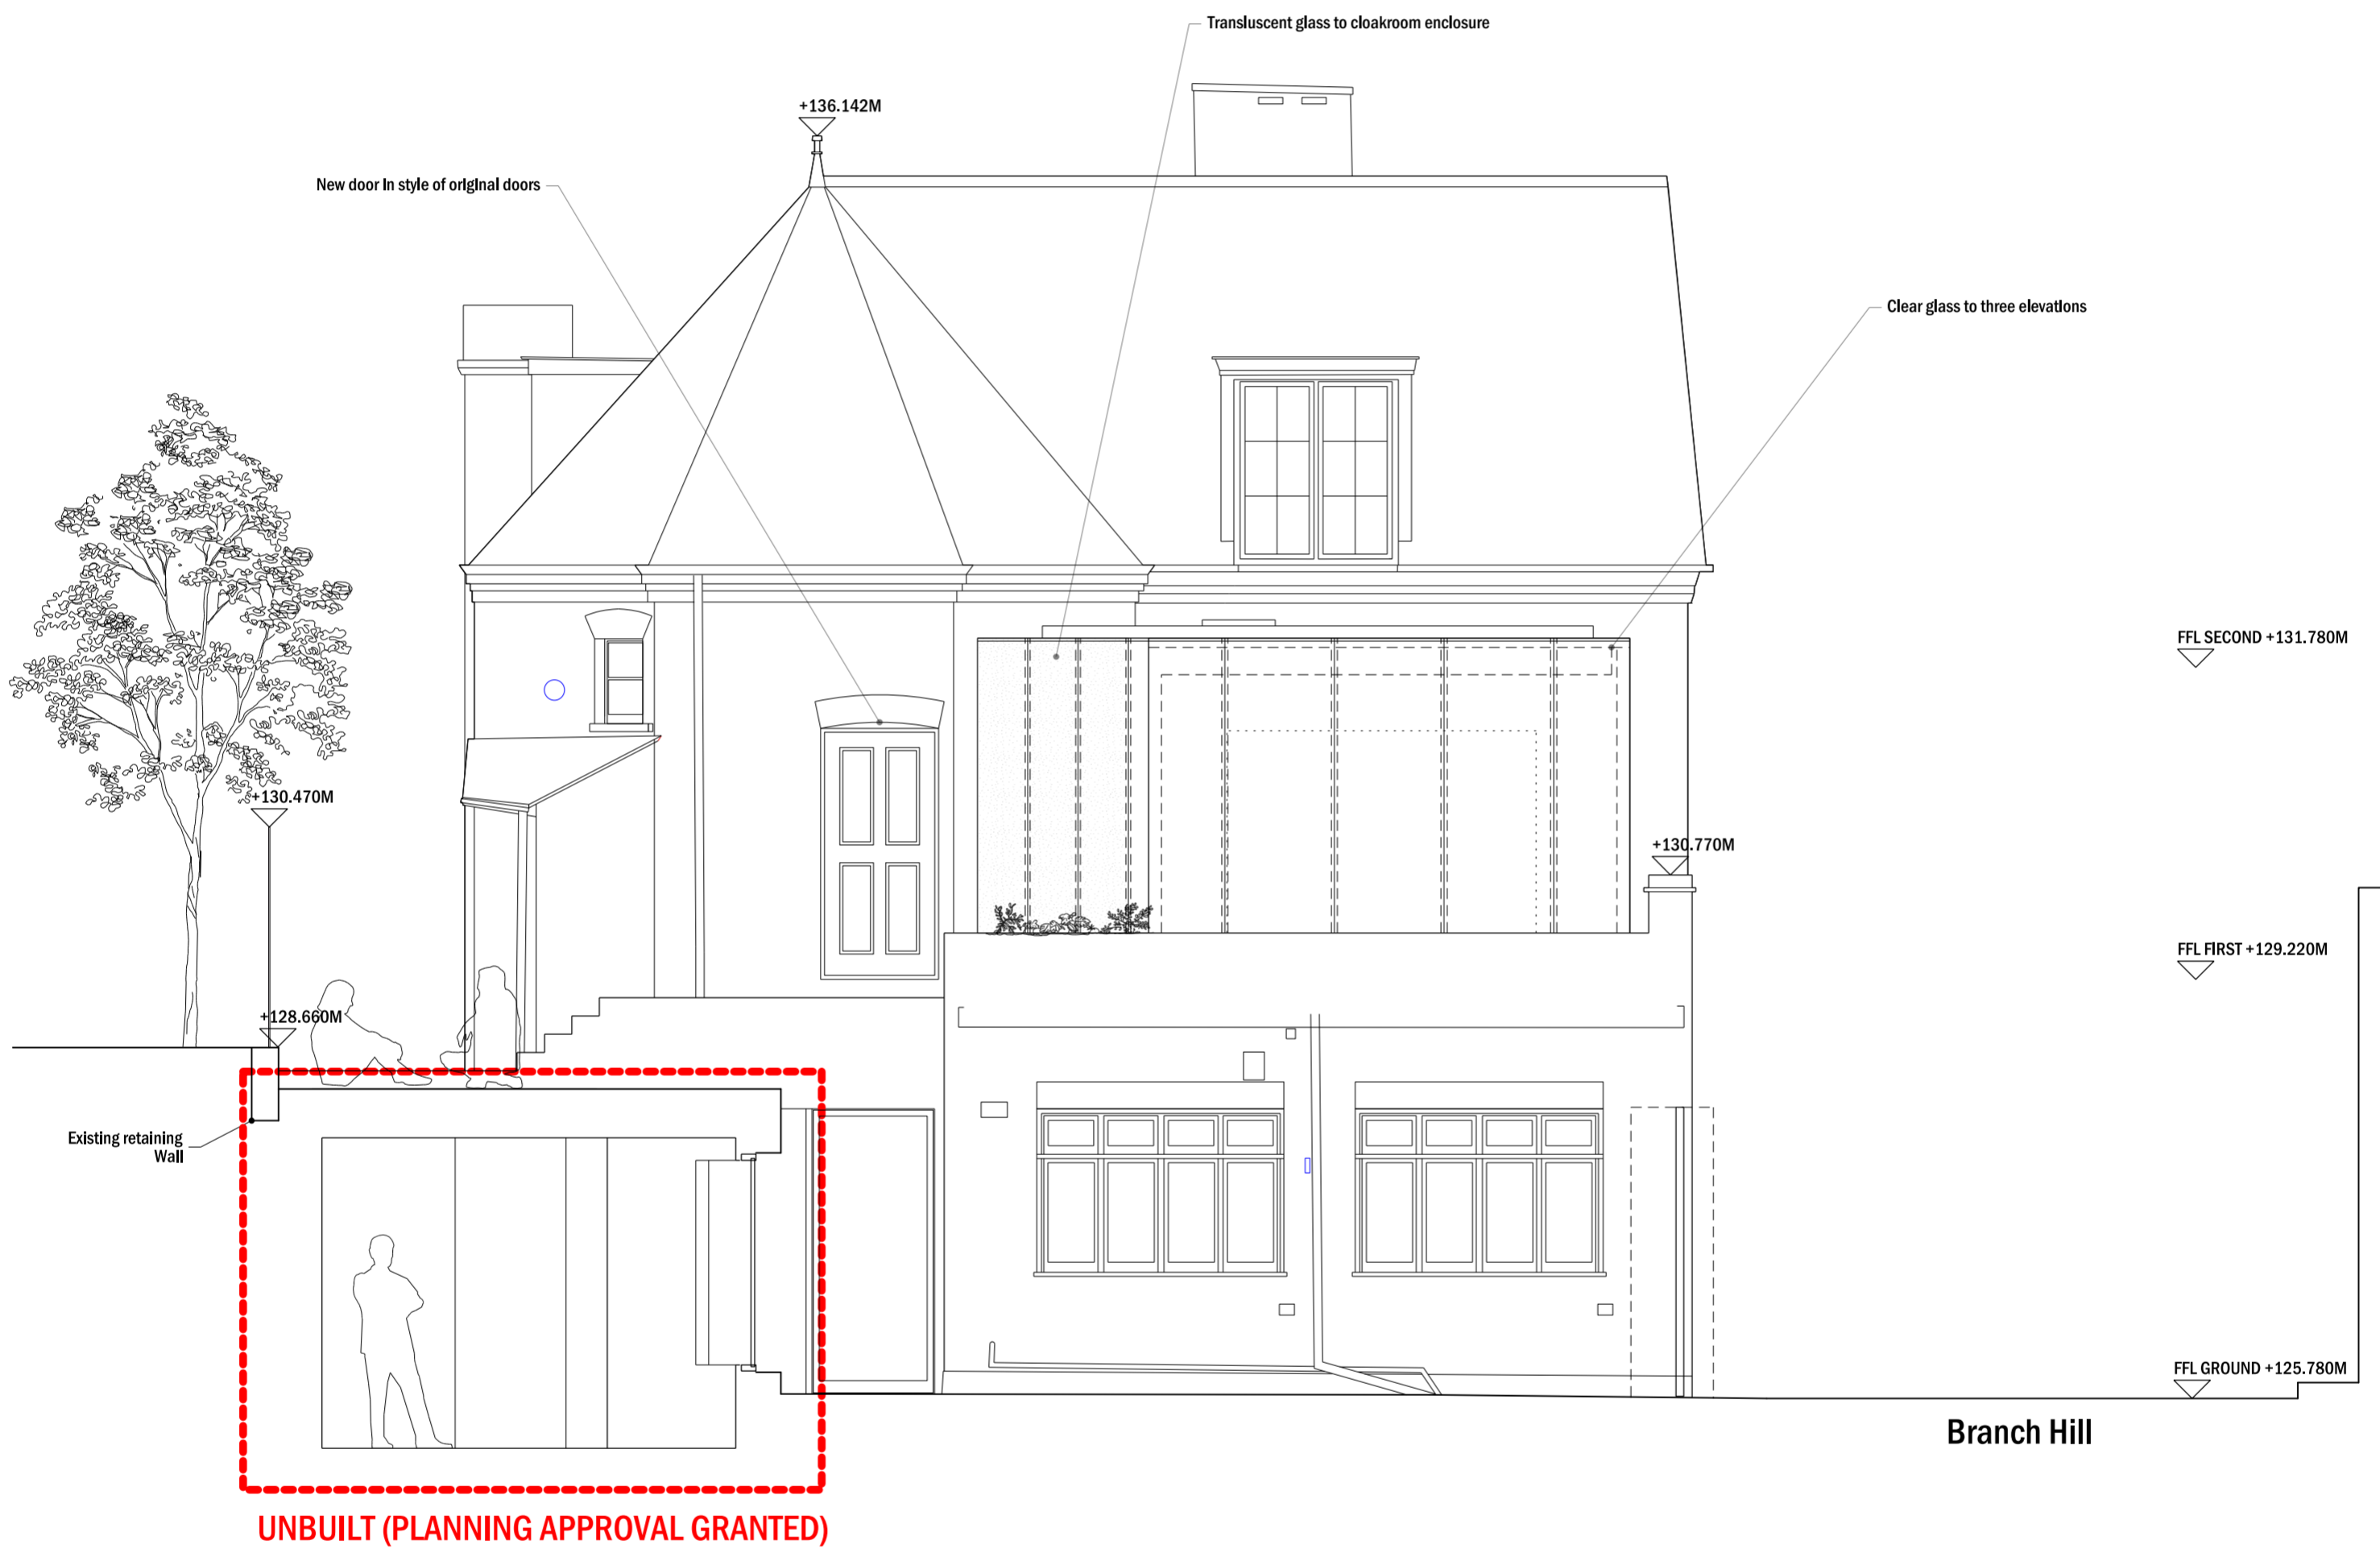 Transluscent glass to cloakroom enclosure
+136.142M
New door in style of original doors
Clear glass to three elevations
FFL SECOND +131.780M
+130.470M
+130.770M
FFL FIRST +129.220M
+128.660M
Existing retaining
Wall
FFL GROUND +125.780M
Branch Hill
UNBUILT (PLANNING APPROVAL GRANTED)